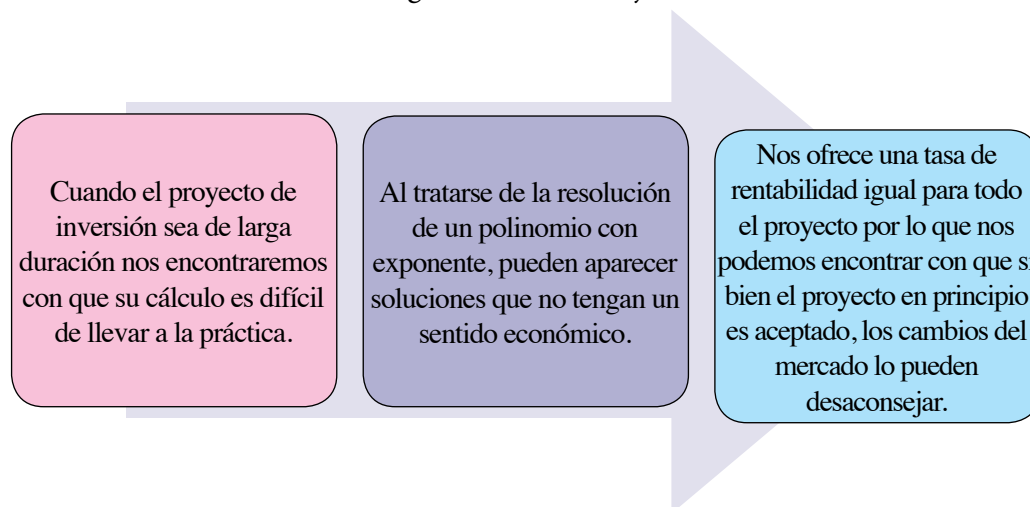 Cuando el proyecto de
inversión sea de larga
duración nos encontraremos
con que su cálculo es difícil
de llevar a la práctica.
Al tratarse de la resolución
de un polinomio con
exponente, pueden aparecer
soluciones que no tengan un
sentido económico.
Nos ofrece una tasa de
rentabilidad igual para todo
el proyecto por lo que nos
podemos encontrar con que si
bien el proyecto en principio
es aceptado, los cambios del
mercado lo pueden
desaconsejar.